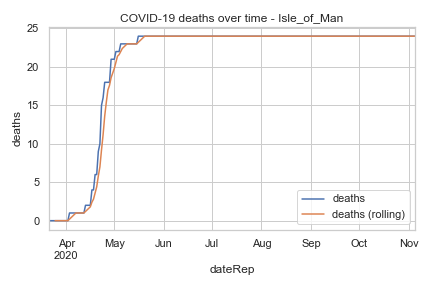 COVID-19 deaths over time - Isle_of_Man
25
20
15
10
5
0
deaths
deaths
deaths (rolling)
Apr May Jun Jul Aug Sep Oct Nov
2020
dateRep